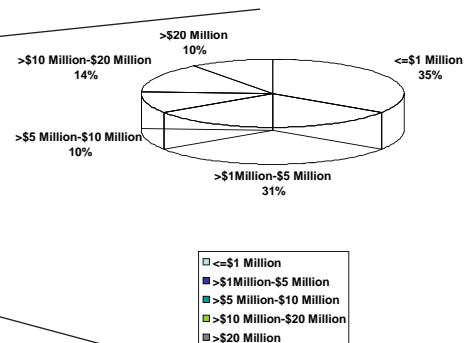 >$20 Million
10%
>$10 Million-$20 Million
14%
<=$1 Million
35%
>$5 Million-$10 Million
10%
>$1Million-$5 Million
31%
<=$1 Million
>$1Million-$5 Million
>$5 Million-$10 Million
>$10 Million-$20 Million
>$20 Million